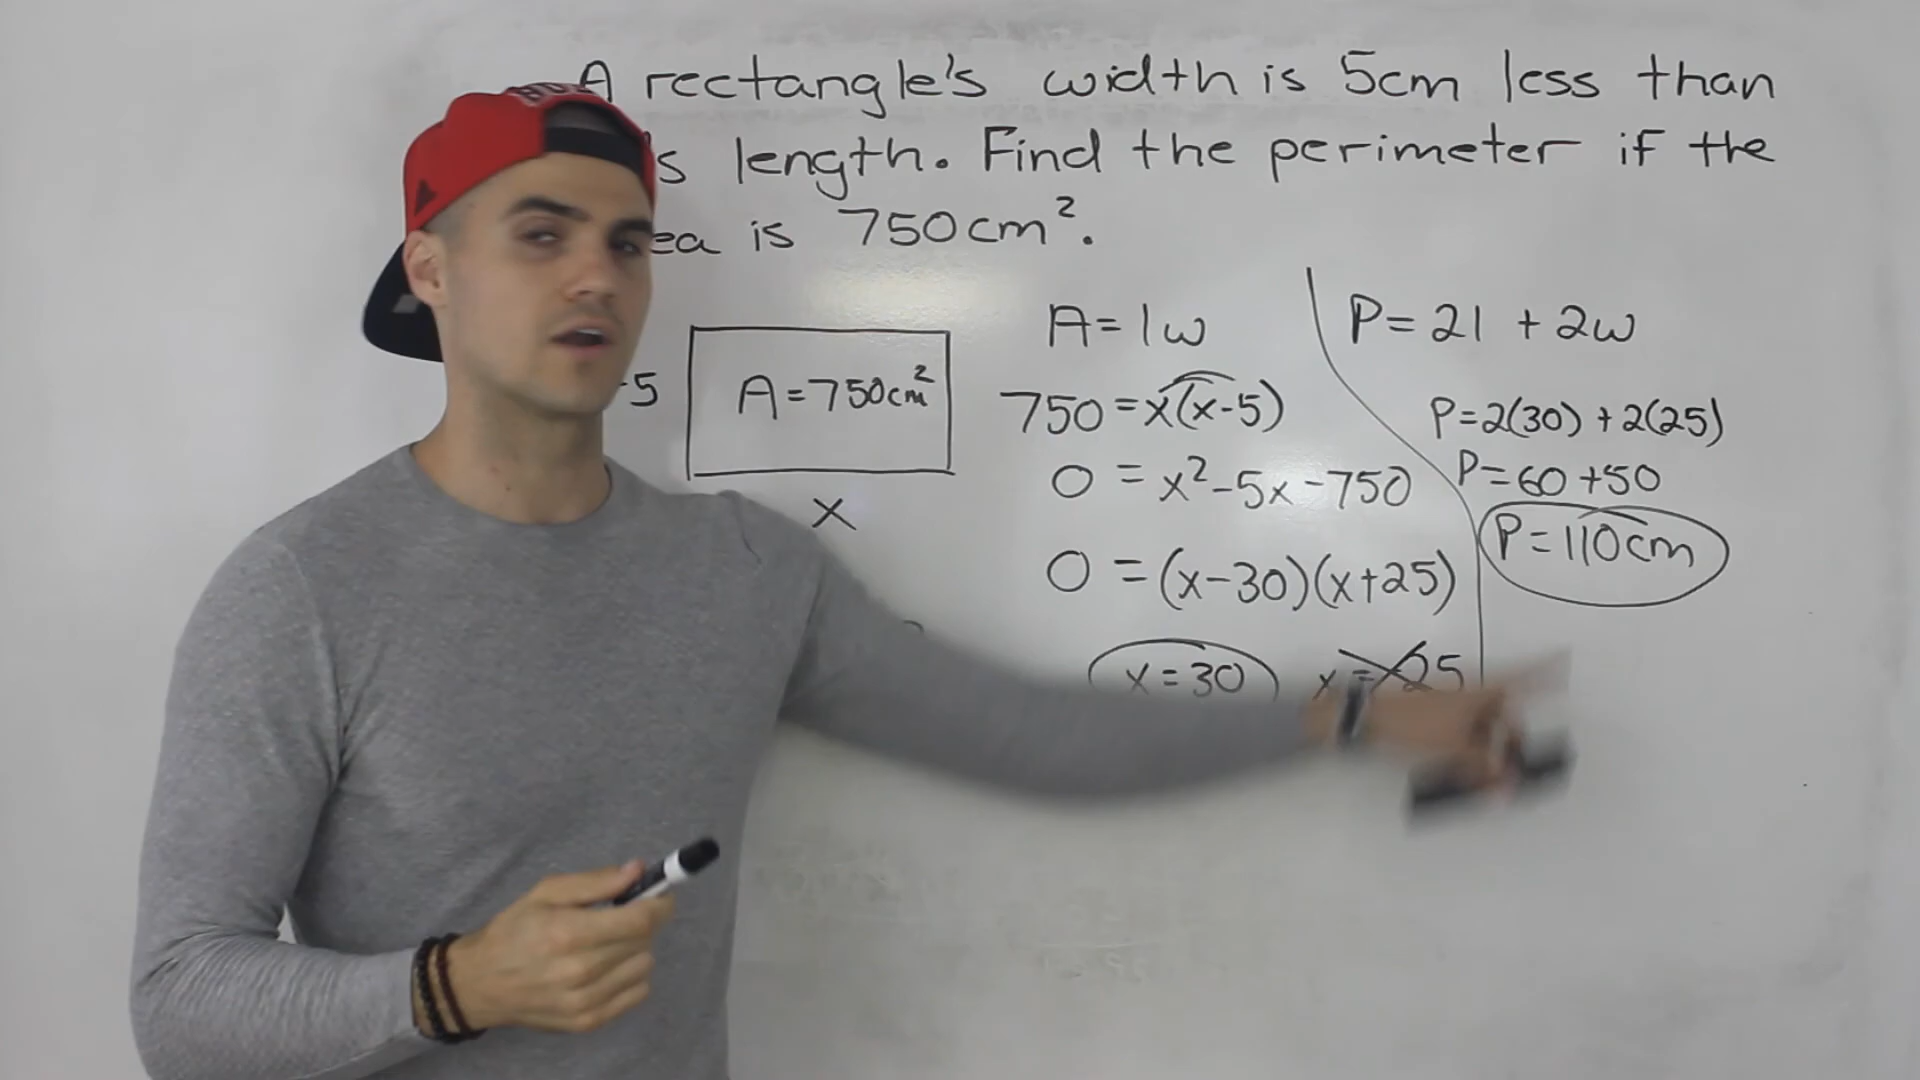 A rectangle's width is 5cm less than
's length. Find the perimeter if the
ea is 750cm².
-5
A=750cm²
x
A=lw
750=x(x-5)
0=x²-5x-750
0=(x-30)(x+25)
x=30
x=-25
P=2l+2w
P=2(30)+2(25)
P=60+50
P=110cm